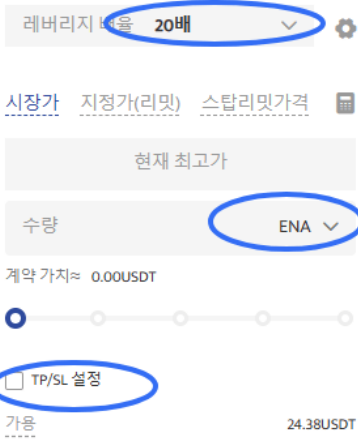 레버리지 비율 20배
시장가 지정가(리밋) 스탑리밋가격
현재 최고가
수량 ENA
계약 가치≈ 0.00USDT
TP/SL 설정
가용 24.38USDT